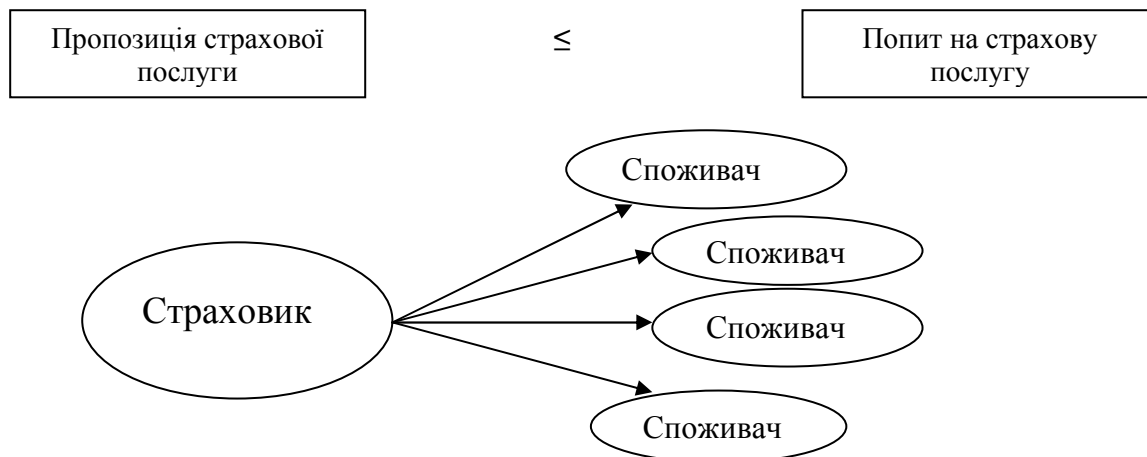 Пропозиція страхової
послуги
≤
Попит на страхову
послугу
Споживач
Споживач
Страховик
Споживач
Споживач